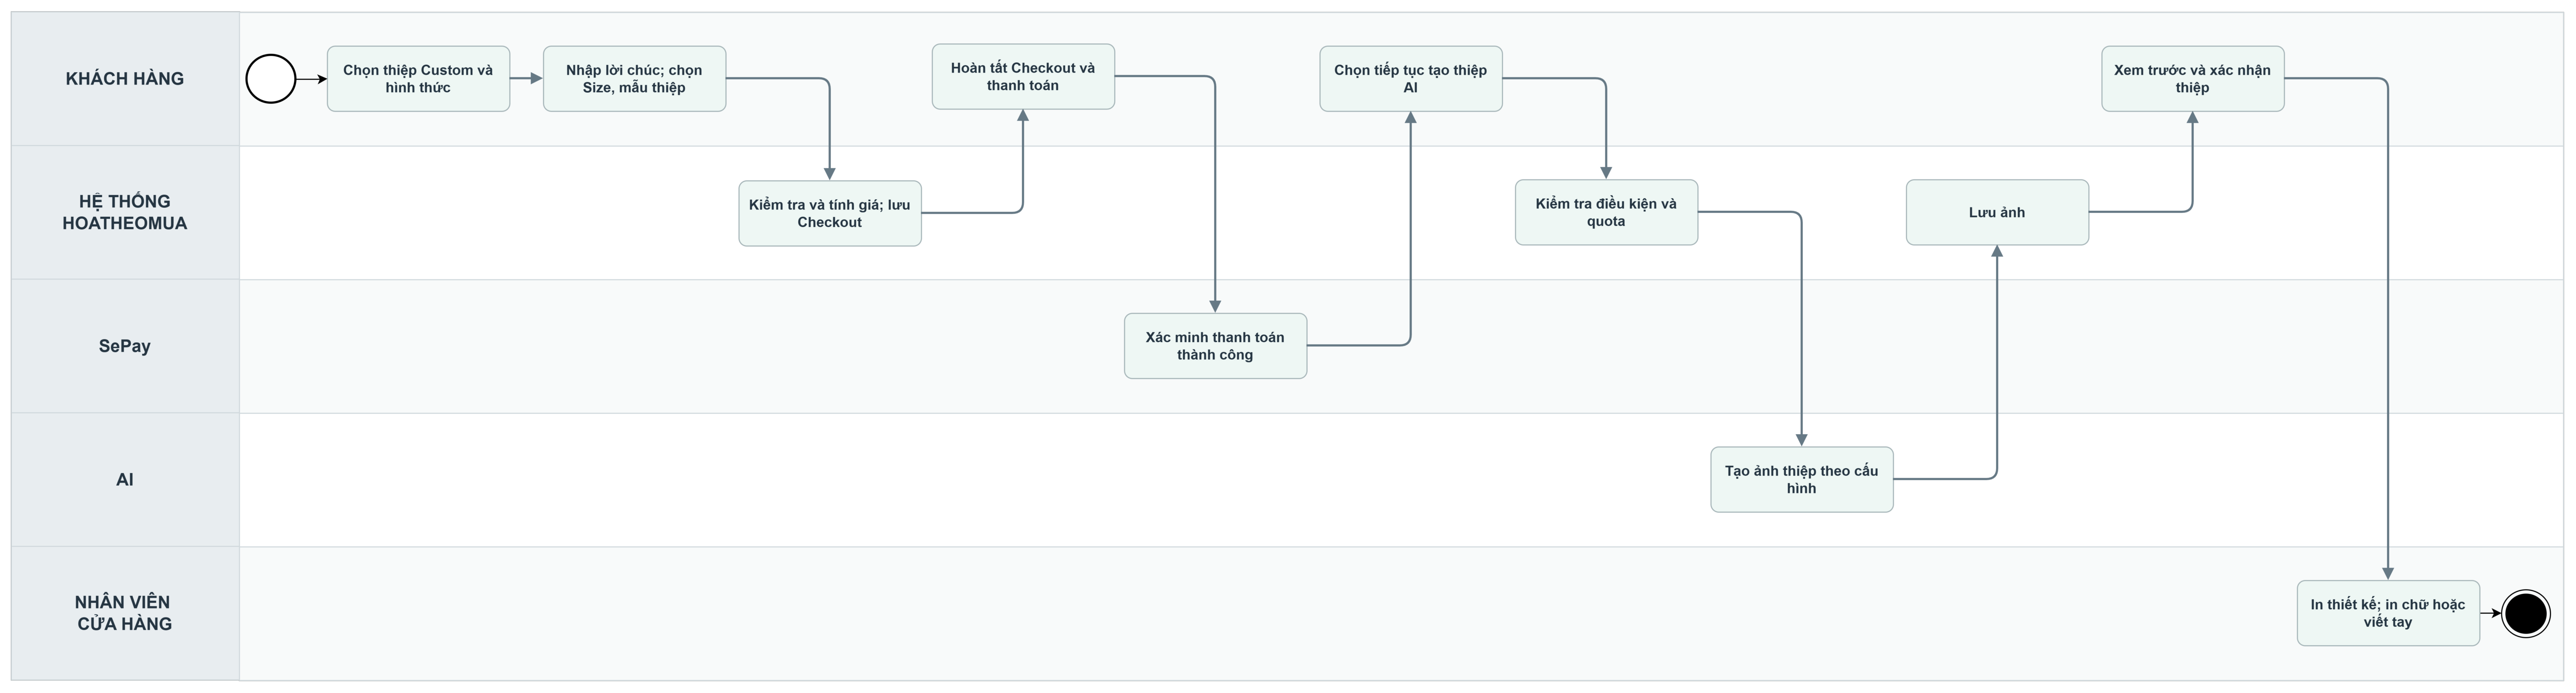 KHÁCH HÀNG
Chọn thiệp Custom và
hình thức
Nhập lời chúc; chọn
Size, mẫu thiệp
Hoàn tất Checkout và
thanh toán
Chọn tiếp tục tạo thiệp
AI
Xem trước và xác nhận
thiệp
HỆ THỐNG
HOATHEOMUA
Kiểm tra và tính giá; lưu
Checkout
Kiểm tra điều kiện và
quota
Lưu ảnh
SePay
Xác minh thanh toán
thành công
AI
Tạo ảnh thiệp theo cấu
hình
NHÂN VIÊN
CỬA HÀNG
In thiết kế; in chữ hoặc
viết tay